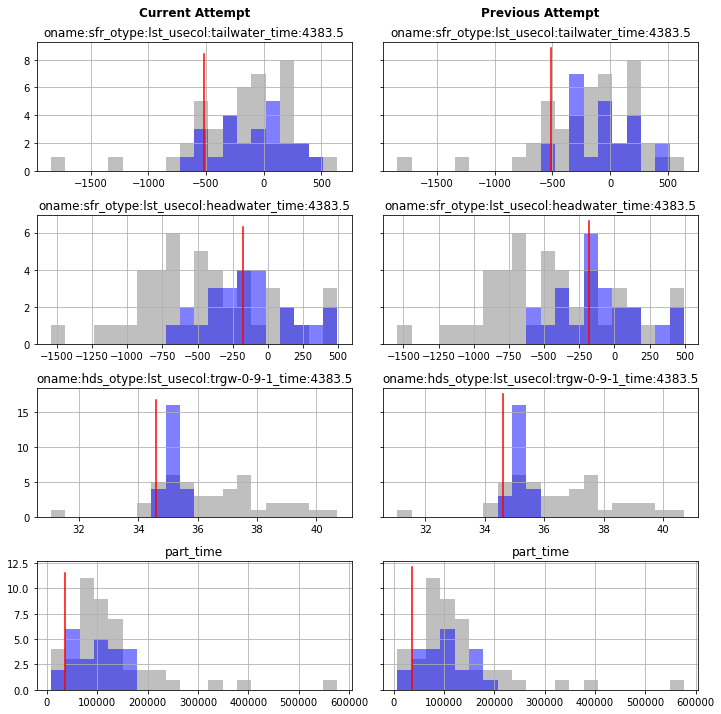 Current Attempt Previous Attempt
oname:sfr_otype:lst_usecol:tailwater_time:4383.5 oname:sfr_otype:lst_usecol:tailwater_time:4383.5
8
6
4
2
0
−1500 −1000 −500 0 500 −1500 −1000 −500 0 500
oname:sfr_otype:lst_usecol:headwater_time:4383.5 oname:sfr_otype:lst_usecol:headwater_time:4383.5
6
4
2
0
−1500 −1250 −1000 −750 −500 −250 0 250 500 −1500 −1250 −1000 −750 −500 −250 0 250 500
oname:hds_otype:lst_usecol:trgw-0-9-1_time:4383.5 oname:hds_otype:lst_usecol:trgw-0-9-1_time:4383.5
15
10
5
0
32 34 36 38 40 32 34 36 38 40
part_time part_time
12.5
10.0
7.5
5.0
2.5
0.0
0 100000 200000 300000 400000 500000 600000 0 100000 200000 300000 400000 500000 600000